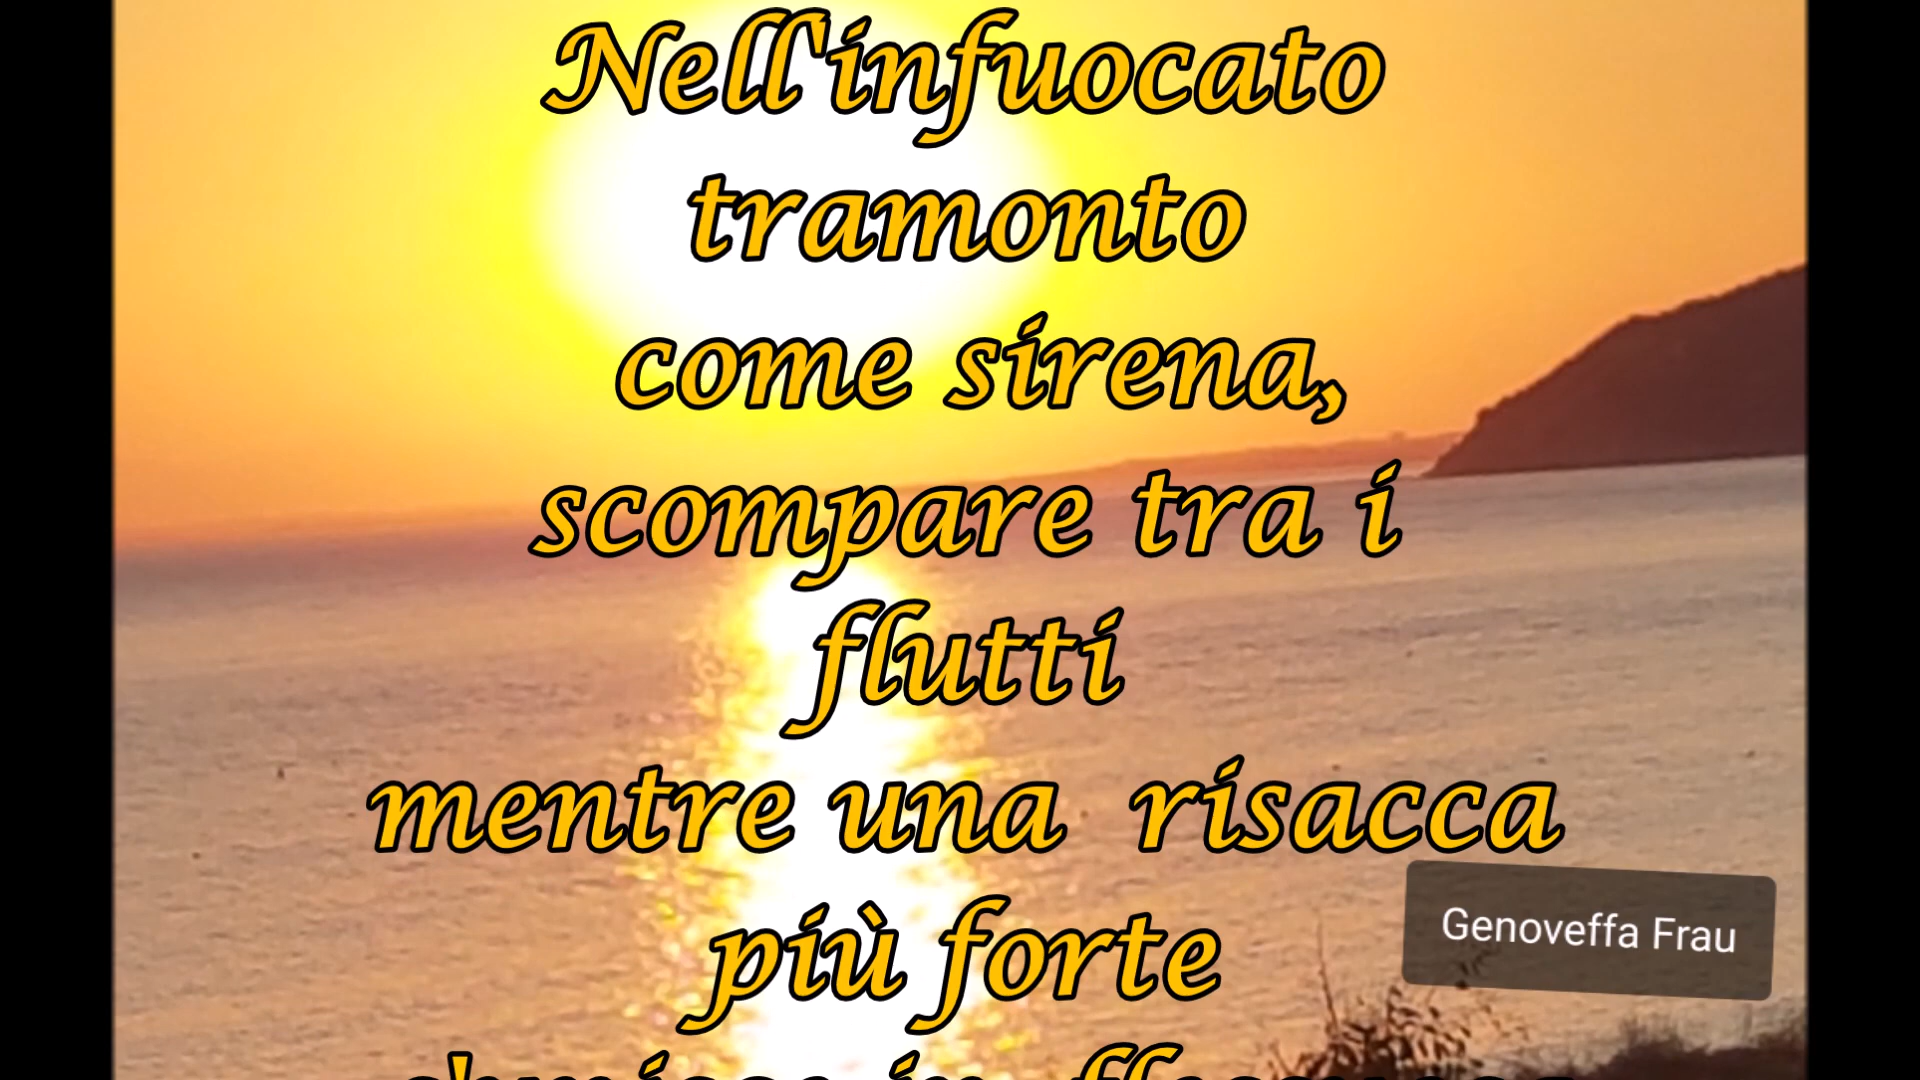 Nell'infuocato
tramonto
come sirena,
scompare tra i
flutti
mentre una  risacca
più forte
Genoveffa Frau